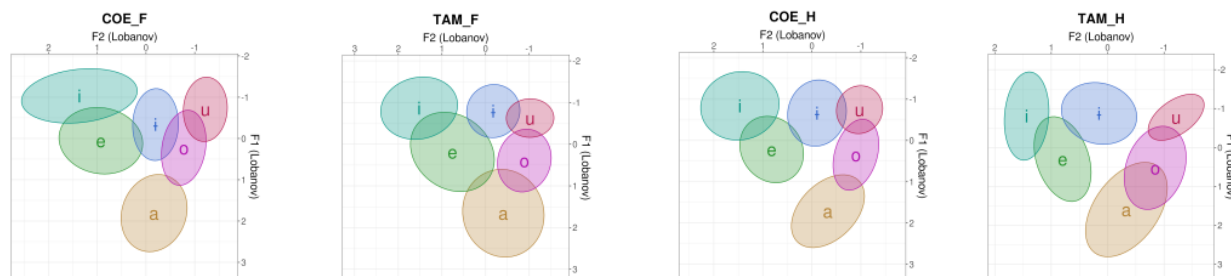 COE_F
F2 (Lobanov)
2 1 0 -1
-2
-1
0
1
2
3
F1 (Lobanov)
i
ɨ
u
e
o
a
TAM_F
F2 (Lobanov)
3 2 1 0 -1
-2
-1
0
1
2
3
F1 (Lobanov)
i
ɨ
u
e
o
a
COE_H
F2 (Lobanov)
2 1 0 -1
-2
-1
0
1
2
3
F1 (Lobanov)
i
ɨ
u
e
o
a
TAM_H
F2 (Lobanov)
2 1 0 -1
-2
-1
0
1
2
3
F1 (Lobanov)
i
ɨ
u
e
o
a